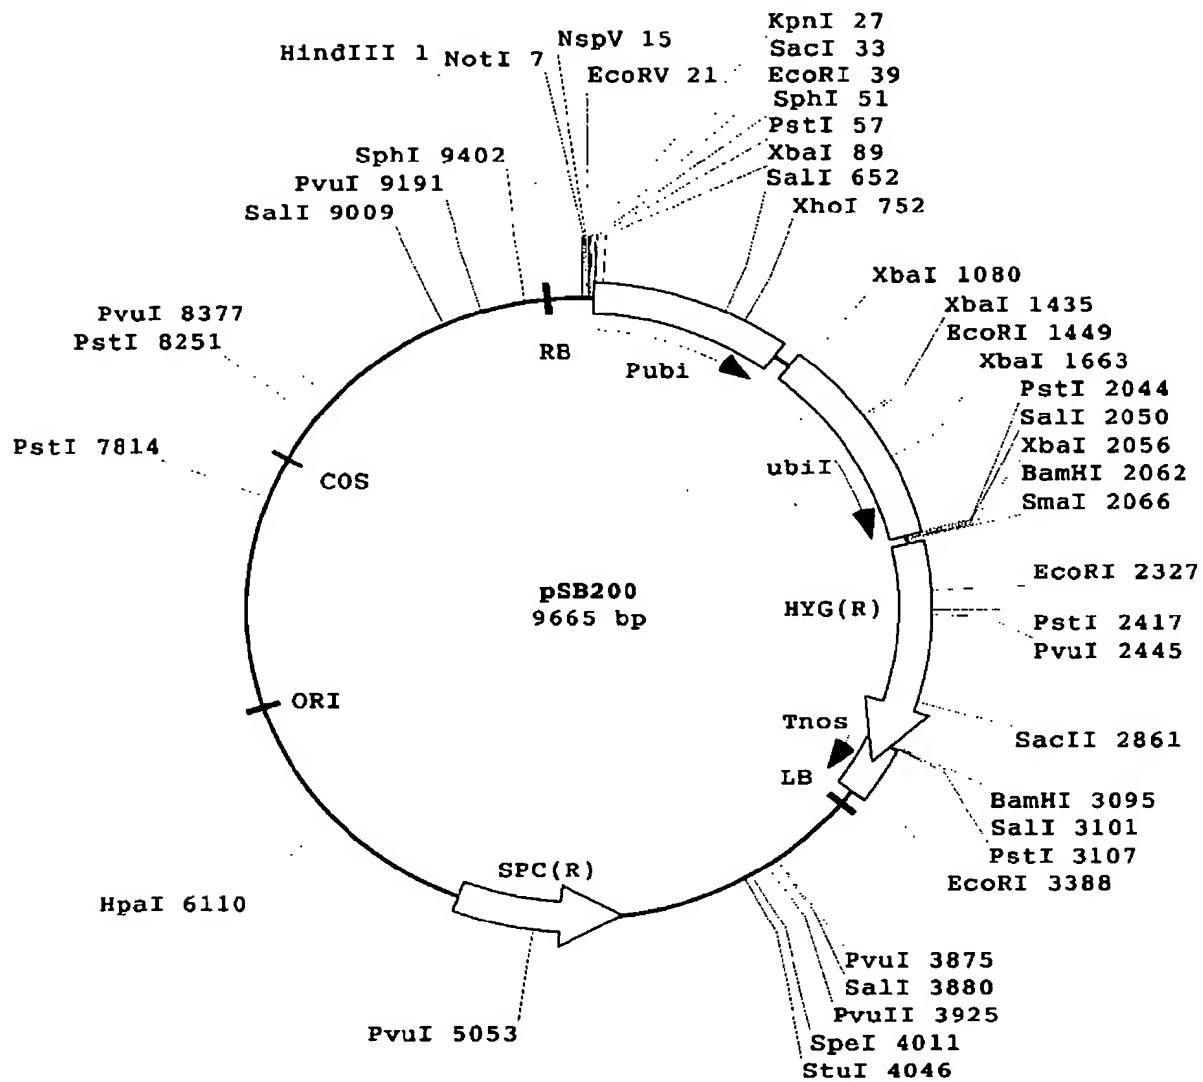 HindIII 1
NotI 7
NspV 15
EcoRV 21
KpnI 27
SacI 33
EcoRI 39
SphI 51
PstI 57
XbaI 89
SalI 652
XhoI 752
SphI 9402
PvuI 9191
SalI 9009
PvuI 8377
PstI 8251
PstI 7814
XbaI 1080
XbaI 1435
EcoRI 1449
XbaI 1663
PstI 2044
SalI 2050
XbaI 2056
BamHI 2062
SmaI 2066
RB
Pubi
ubiI
COS
pSB200
9665 bp
HYG(R)
EcoRI 2327
PstI 2417
PvuI 2445
ORI
Tnos
LB
SacII 2861
BamHI 3095
SalI 3101
PstI 3107
EcoRI 3388
SPC(R)
HpaI 6110
PvuI 5053
PvuI 3875
SalI 3880
PvuII 3925
SpeI 4011
StuI 4046